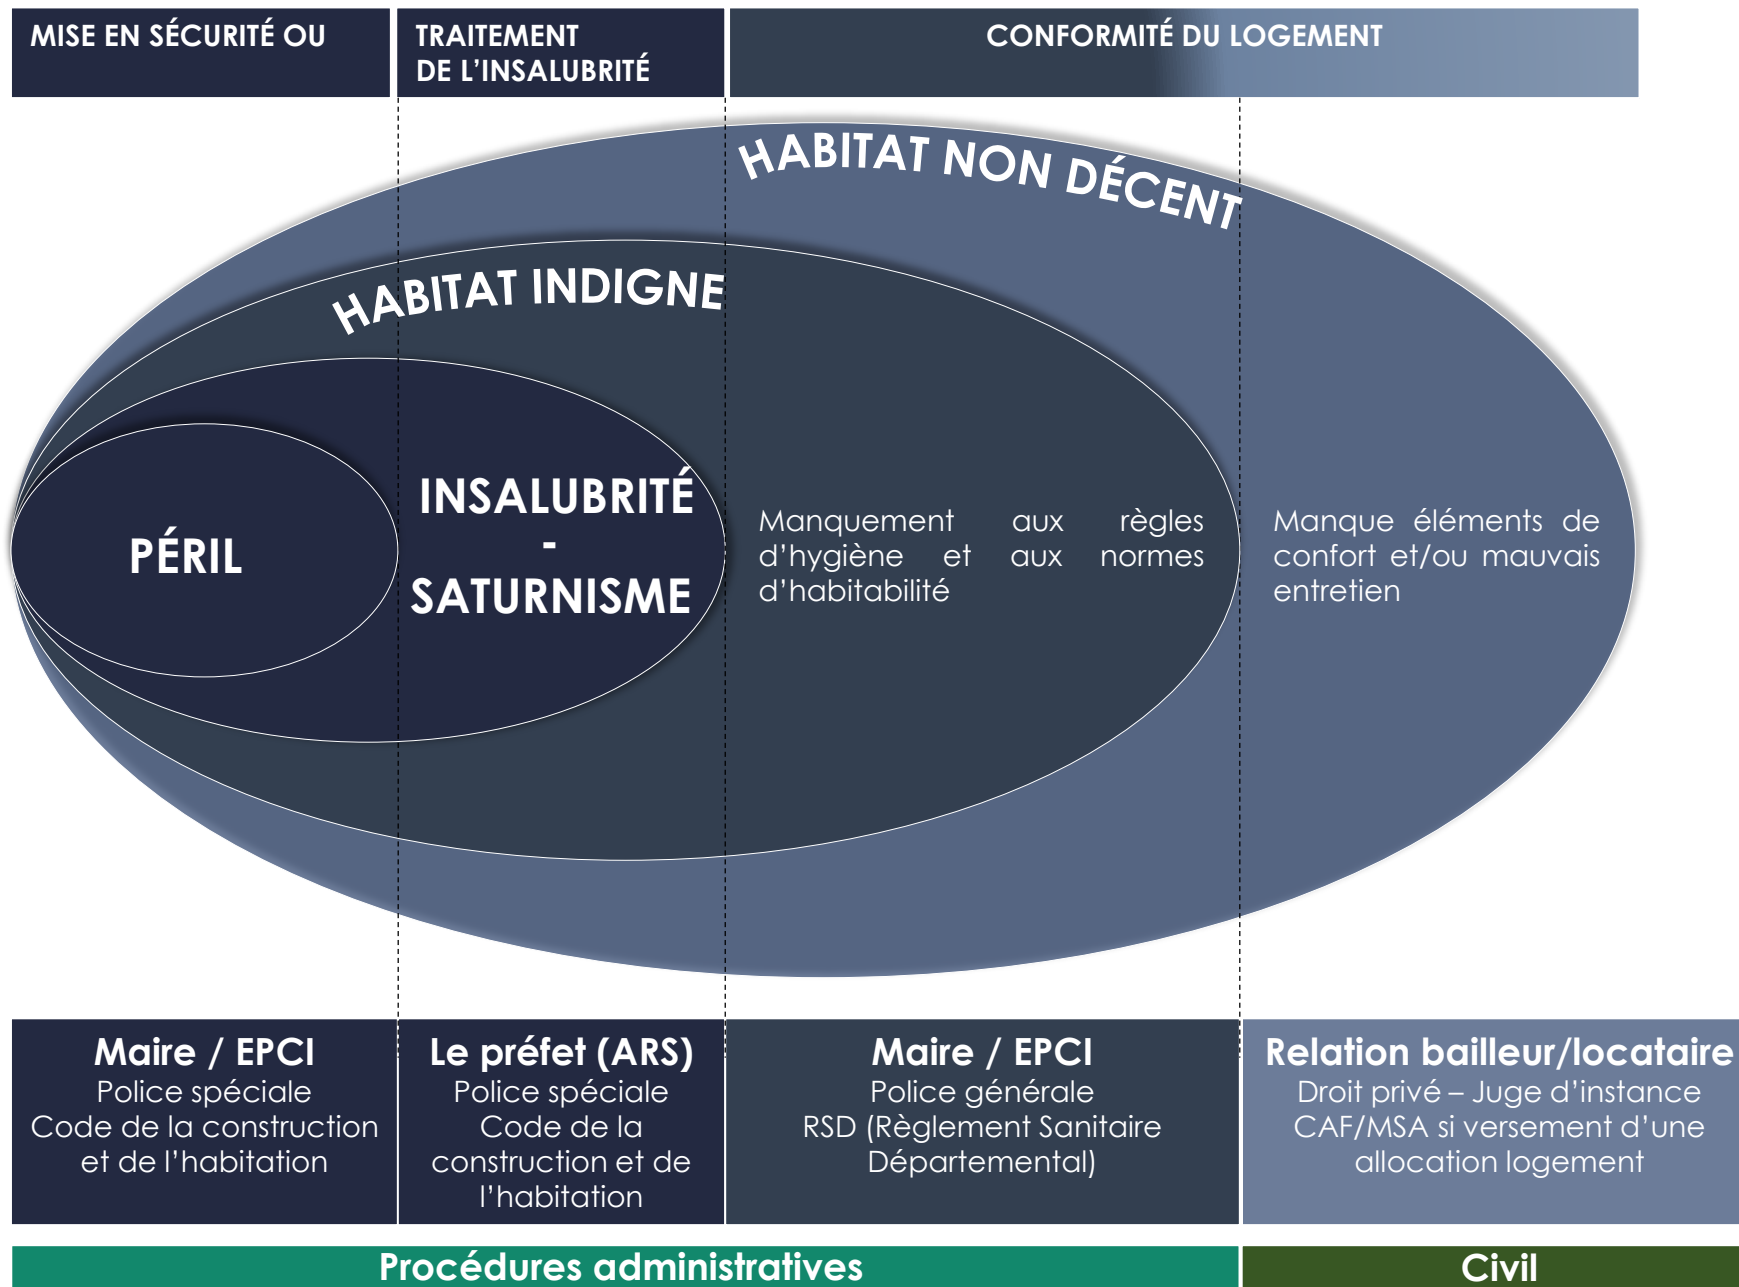 MISE EN SÉCURITÉ OU
TRAITEMENT
DE L'INSALUBRITÉ
CONFORMITÉ DU LOGEMENT
HABITAT NON DÉCENT
HABITAT INDIGNE
PÉRIL
INSALUBRITÉ
-
SATURNISME
Manquement aux règles
d'hygiène et aux normes
d'habitabilité
Manque éléments de
confort et/ou mauvais
entretien
Maire / EPCI
Police spéciale
Code de la construction
et de l'habitation
Le préfet (ARS)
Police spéciale
Code de la
construction et de
l'habitation
Maire / EPCI
Police générale
RSD (Règlement Sanitaire
Départemental)
Relation bailleur/locataire
Droit privé – Juge d'instance
CAF/MSA si versement d'une
allocation logement
Procédures administratives
Civil